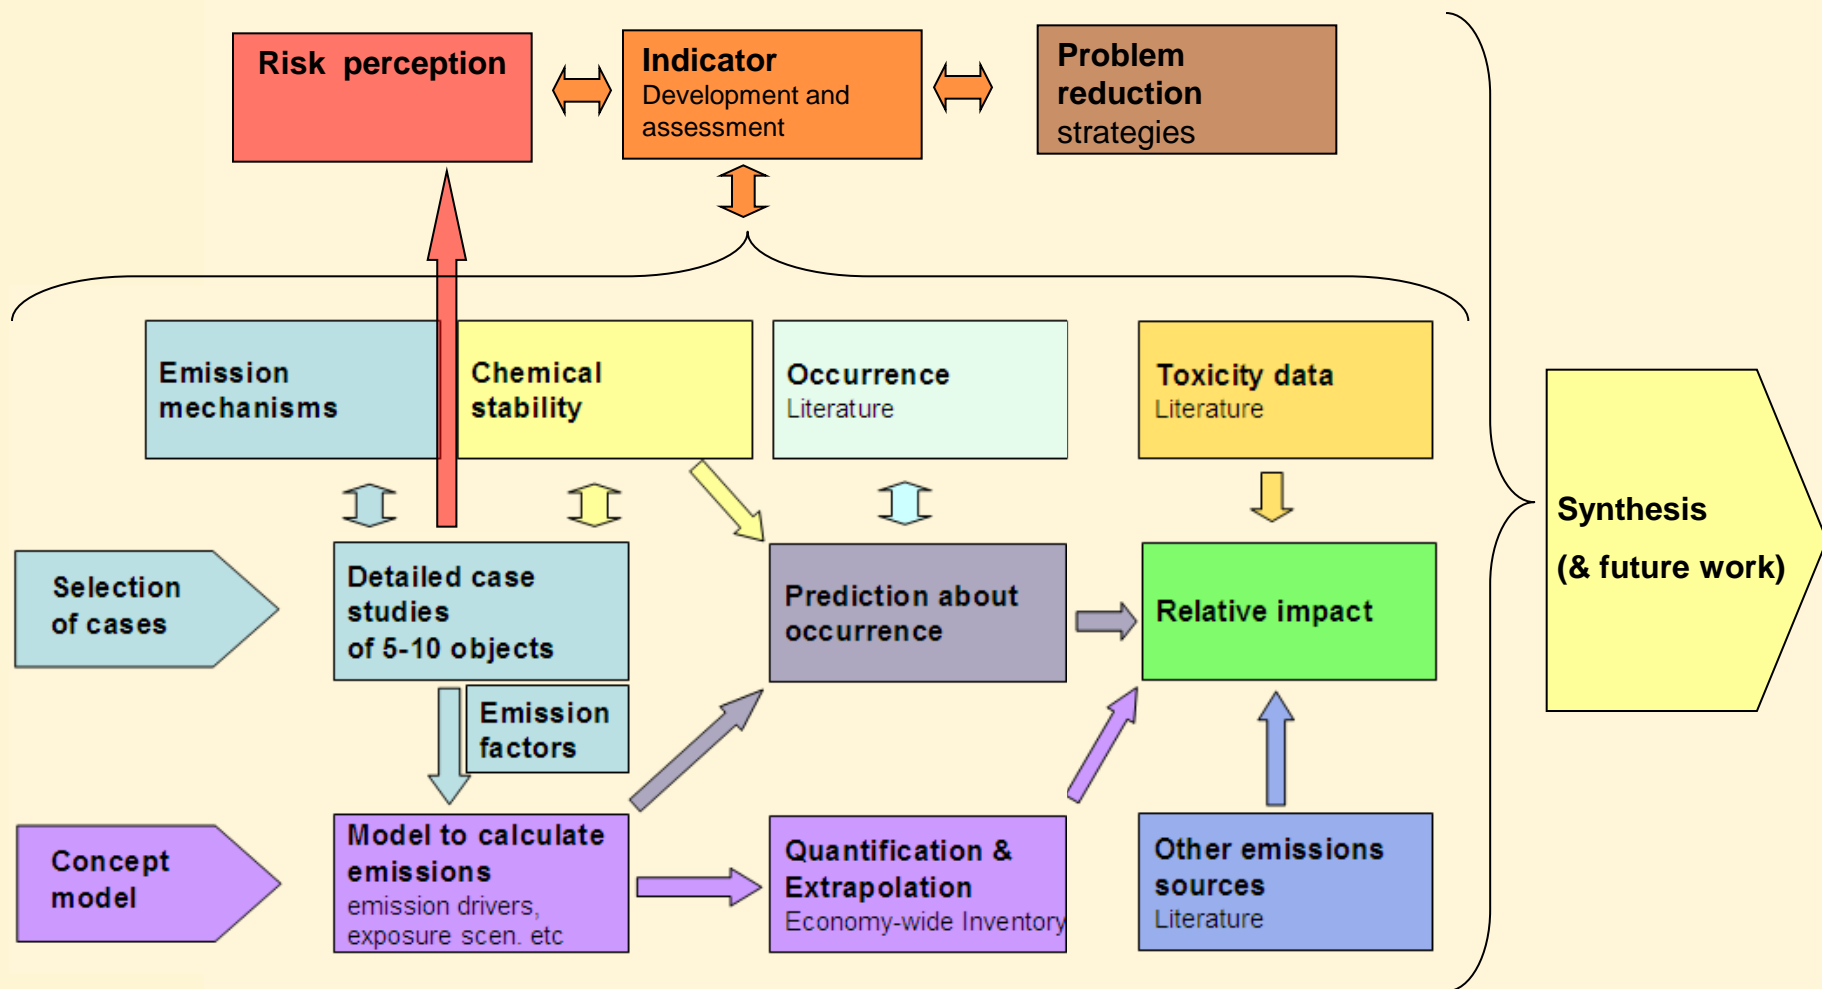 Risk perception
Indicator
Development and
assessment
Problem
reduction
strategies
Emission
mechanisms
Chemical
stability
Occurrence
Literature
Toxicity data
Literature
Selection
of cases
Detailed case
studies
of 5-10 objects
Prediction about
occurrence
Relative impact
Synthesis
(& future work)
Emission
factors
Concept
model
Model to calculate
emissions
emission drivers,
exposure scen. etc
Quantification &
Extrapolation
Economy-wide Inventory
Other emissions
sources
Literature